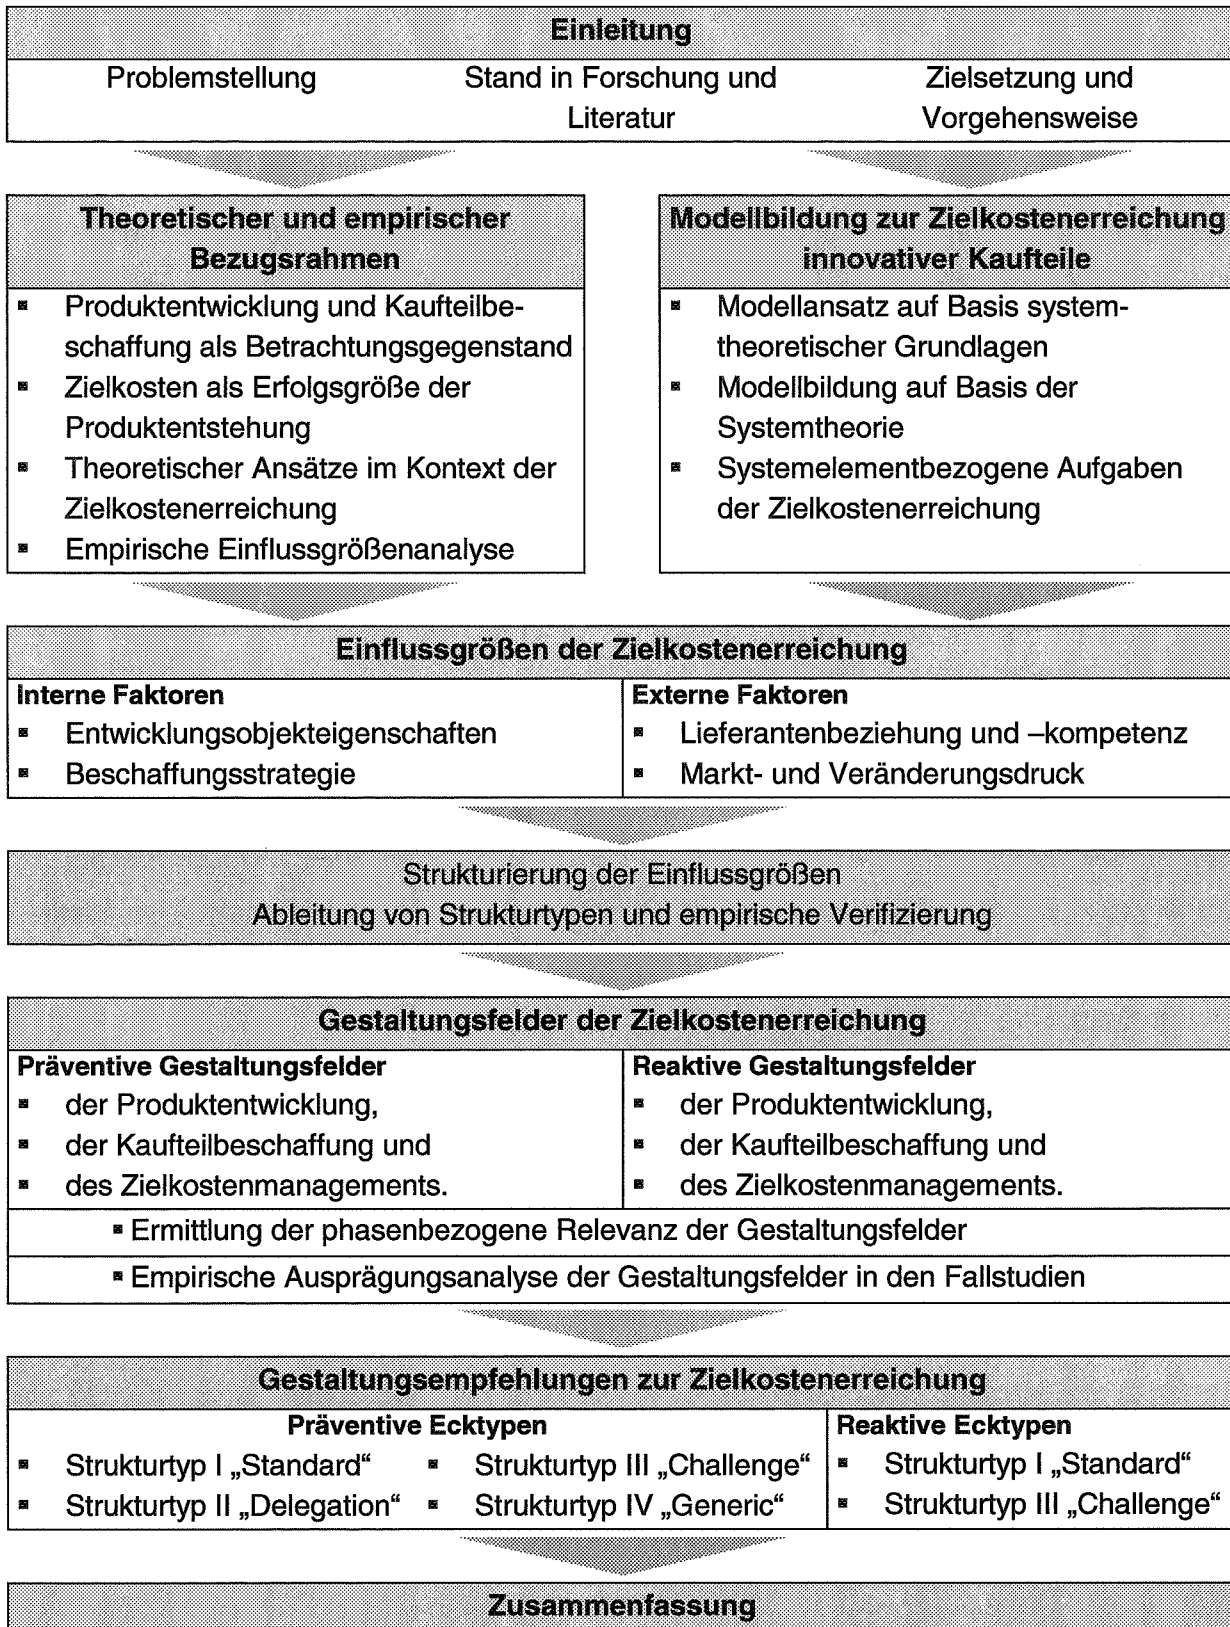 Einleitung
Problemstellung
Stand in Forschung und
Literatur
Zielsetzung und
Vorgehensweise
Theoretischer und empirischer
Bezugsrahmen
▪ Produktentwicklung und Kaufteilbe-
schaffung als Betrachtungsgegenstand
▪ Zielkosten als Erfolgsgröße der
Produktentstehung
▪ Theoretischer Ansätze im Kontext der
Zielkostenerreichung
▪ Empirische Einflussgrößenanalyse
Modellbildung zur Zielkostenerreichung
innovativer Kaufteile
▪ Modellansatz auf Basis system-
theoretischer Grundlagen
▪ Modellbildung auf Basis der
Systemtheorie
▪ Systemelementbezogene Aufgaben
der Zielkostenerreichung
Einflussgrößen der Zielkostenerreichung
Interne Faktoren
▪ Entwicklungsobjekteigenschaften
▪ Beschaffungsstrategie
Externe Faktoren
▪ Lieferantenbeziehung und –kompetenz
▪ Markt- und Veränderungsdruck
Strukturierung der Einflussgrößen
Ableitung von Strukturtypen und empirische Verifizierung
Gestaltungsfelder der Zielkostenerreichung
Präventive Gestaltungsfelder
▪ der Produktentwicklung,
▪ der Kaufteilbeschaffung und
▪ des Zielkostenmanagements.
Reaktive Gestaltungsfelder
▪ der Produktentwicklung,
▪ der Kaufteilbeschaffung und
▪ des Zielkostenmanagements.
▪ Ermittlung der phasenbezogene Relevanz der Gestaltungsfelder
▪ Empirische Ausprägungsanalyse der Gestaltungsfelder in den Fallstudien
Gestaltungsempfehlungen zur Zielkostenerreichung
Präventive Ecktypen
▪ Strukturtyp I „Standard“
▪ Strukturtyp II „Delegation“
▪ Strukturtyp III „Challenge“
▪ Strukturtyp IV „Generic“
Reaktive Ecktypen
▪ Strukturtyp I „Standard“
▪ Strukturtyp III „Challenge“
Zusammenfassung